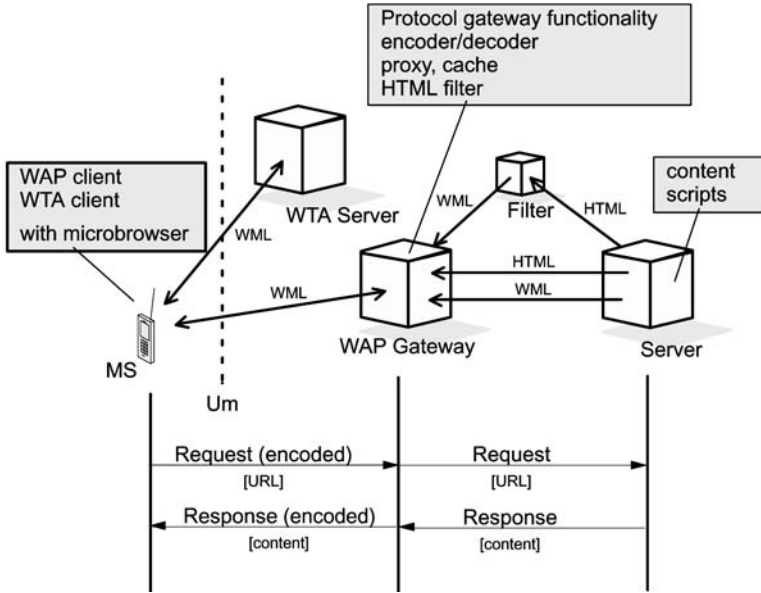 Protocol gateway functionality
encoder/decoder
proxy, cache
HTML filter
WAP client
WTA client
with microbrowser
content
scripts
WTA Server
Filter
WML
WML
HTML
HTML
WML
WML
MS
WAP Gateway
Server
Um
Request (encoded)
[URL]
Request
[URL]
Response (encoded)
[content]
Response
[content]